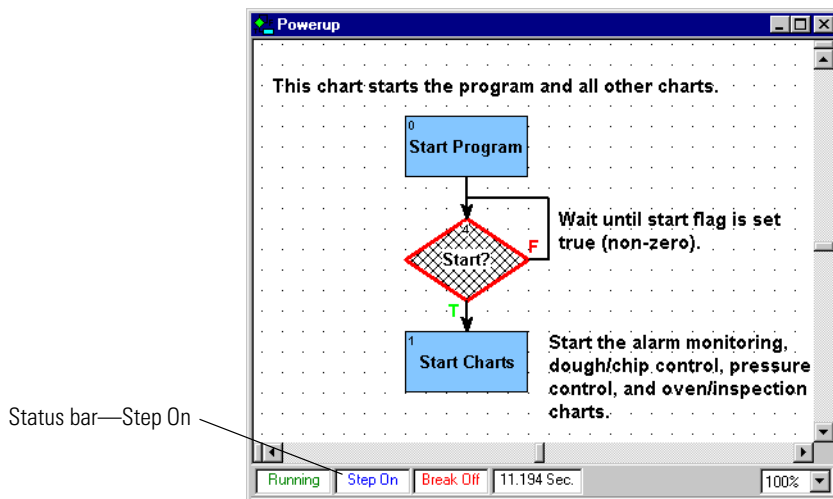 Powerup
This chart starts the program and all other charts.
0
Start Program
4
Start?
F
Wait until start flag is set
true (non-zero).
T
1
Start Charts
Start the alarm monitoring,
dough/chip control, pressure
control, and oven/inspection
charts.
Status bar—Step On
Running
Step On
Break Off
11.194 Sec.
100%